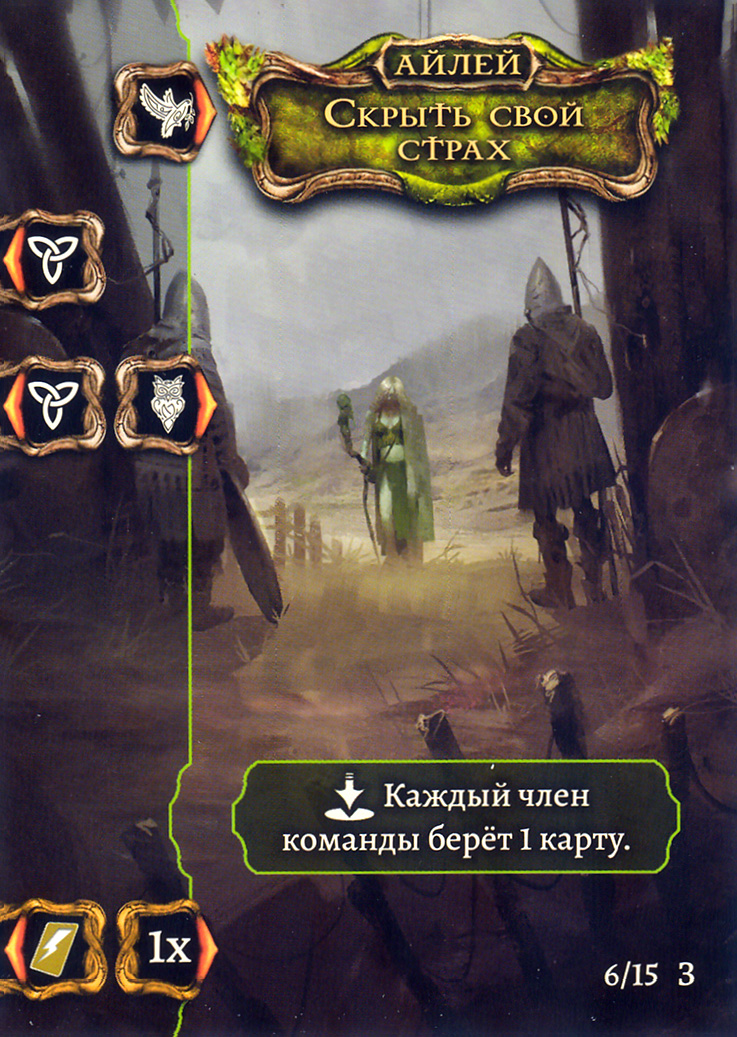 АЙЛЕЙ
Скрыть свой
страх
Каждый член
команды берёт 1 карту.
1x
6/15 3